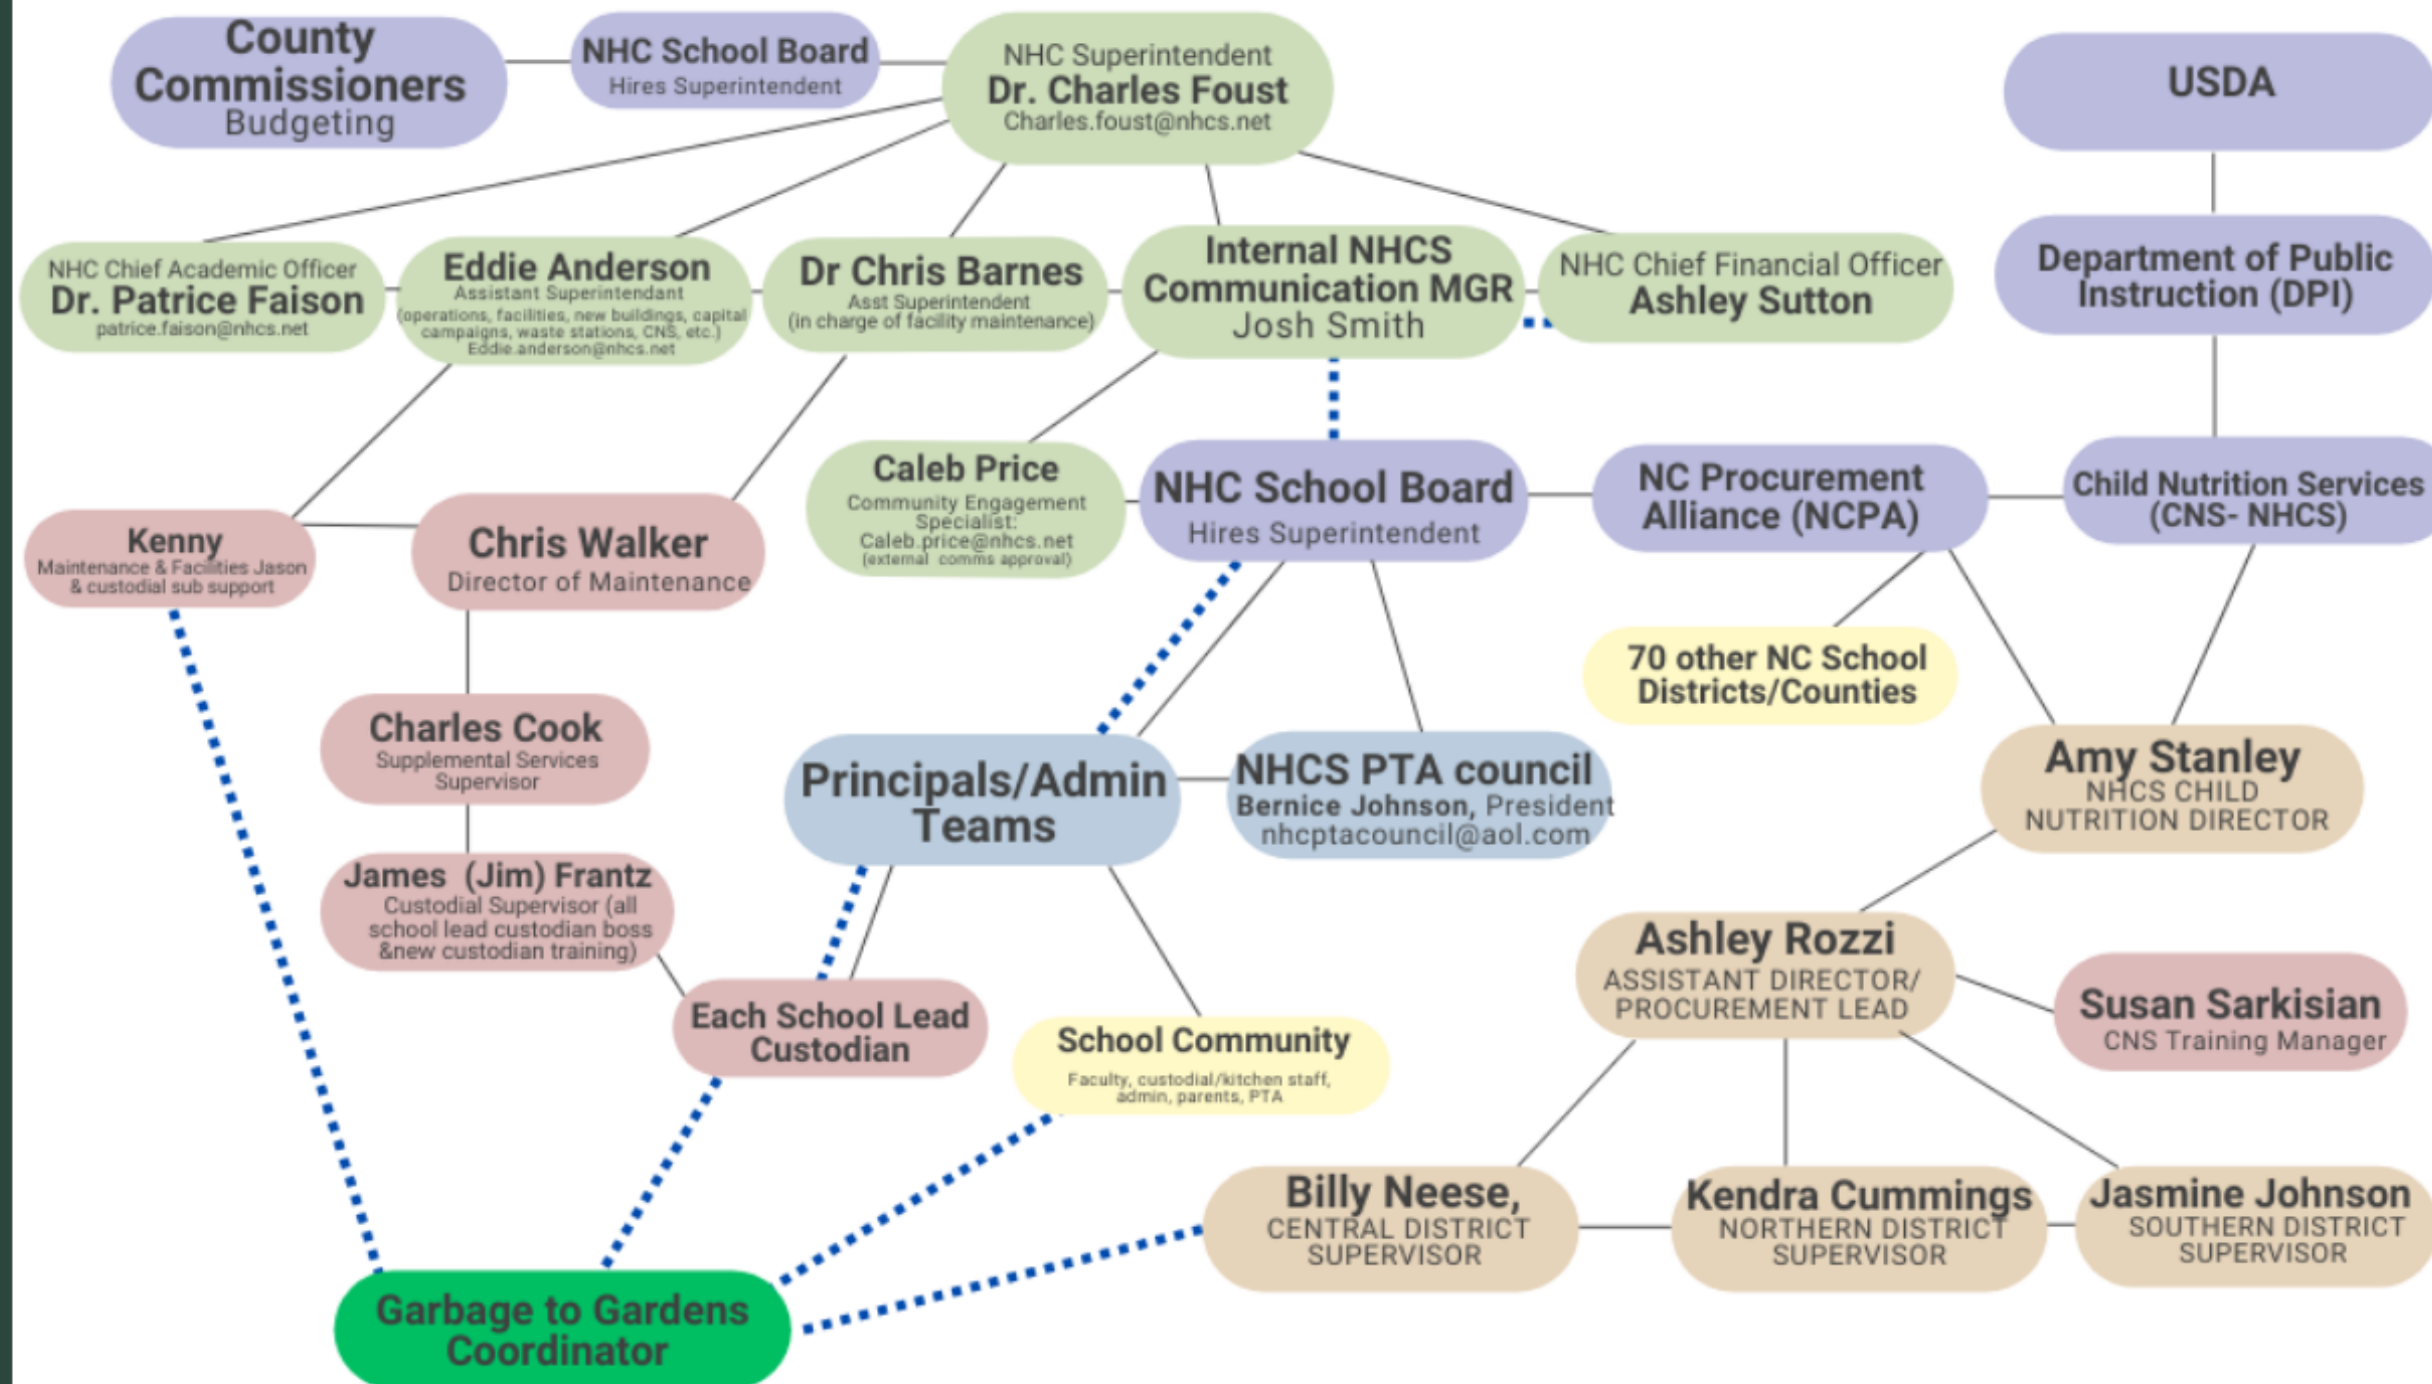 County
Commissioners
Budgeting
NHC School Board
Hires Superintendent
NHC Superintendent
Dr. Charles Foust
Charles.foust@nhcs.net
USDA
NHC Chief Academic Officer
Dr. Patrice Faison
patrice.faison@nhcs.net
Eddie Anderson
Assistant Superintendant
(operations, facilities, new buildings, capital
campaigns, waste stations, CNS, etc.)
Eddie.anderson@nhcs.net
Dr Chris Barnes
Asst Superintendent
(in charge of facility maintenance)
Internal NHCS
Communication MGR
Josh Smith
NHC Chief Financial Officer
Ashley Sutton
Department of Public
Instruction (DPI)
Kenny
Maintenance & Facilities Jason
& custodial sub support
Chris Walker
Director of Maintenance
Caleb Price
Community Engagement
Specialist:
Caleb.price@nhcs.net
(external comms approval)
NHC School Board
Hires Superintendent
NC Procurement
Alliance (NCPA)
Child Nutrition Services
(CNS- NHCS)
70 other NC School
Districts/Counties
Charles Cook
Supplemental Services
Supervisor
Principals/Admin
Teams
NHCS PTA council
Bernice Johnson, President
nhcptacouncil@aol.com
Amy Stanley
NHCS CHILD
NUTRITION DIRECTOR
James (Jim) Frantz
Custodial Supervisor (all
school lead custodian boss
&new custodian training)
Each School Lead
Custodian
School Community
Faculty, custodial/kitchen staff,
admin, parents, PTA
Ashley Rozzi
ASSISTANT DIRECTOR/
PROCUREMENT LEAD
Susan Sarkisian
CNS Training Manager
Billy Neese,
CENTRAL DISTRICT
SUPERVISOR
Kendra Cummings
NORTHERN DISTRICT
SUPERVISOR
Jasmine Johnson
SOUTHERN DISTRICT
SUPERVISOR
Garbage to Gardens
Coordinator